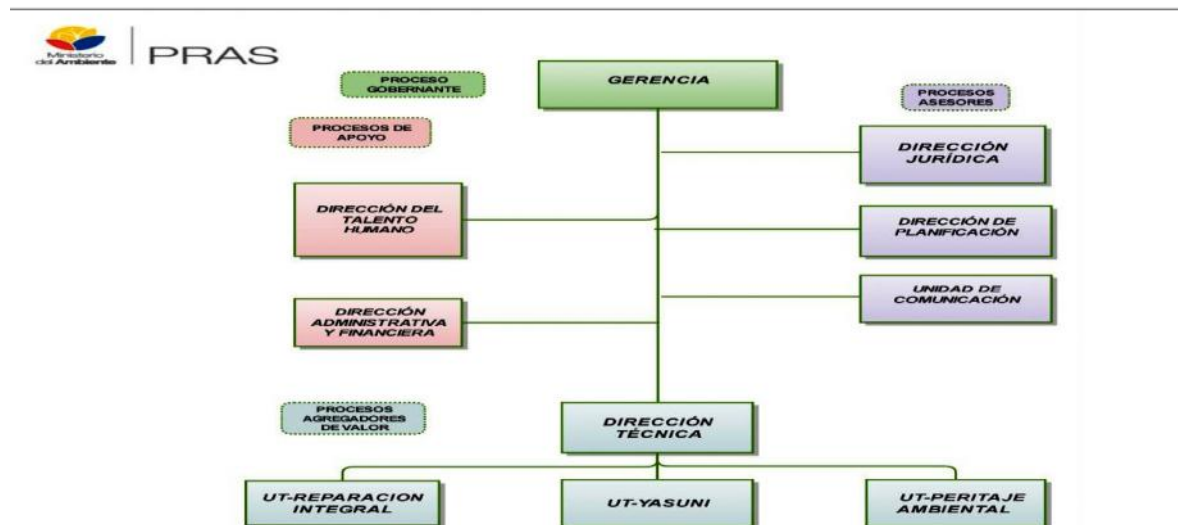 Ministerio
del Ambiente
PRAS
PROCESO
GOBERNANTE
GERENCIA
PROCESOS
ASESORES
PROCESOS DE
APOYO
DIRECCIÓN
JURÍDICA
DIRECCIÓN DEL
TALENTO
HUMANO
DIRECCIÓN DE
PLANIFICACIÓN
UNIDAD DE
COMUNICACIÓN
DIRECCIÓN
ADMINISTRATIVA
Y FINANCIERA
PROCESOS
AGREGADORES
DE VALOR
DIRECCIÓN
TÉCNICA
UT-REPARACION
INTEGRAL
UT-YASUNI
UT-PERITAJE
AMBIENTAL